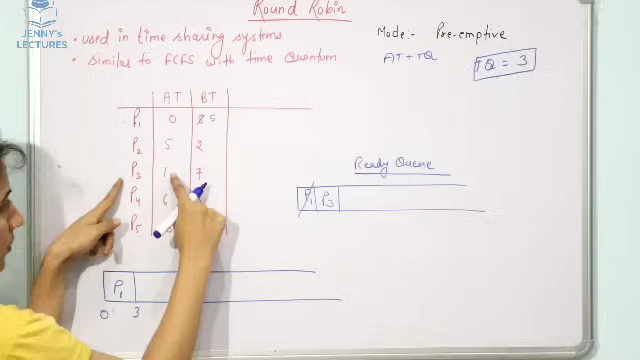 JENNY's
LECTURES
Round Robin
• used in time sharing systems
• similar to FCFS with time Quantum
Mode:- Pre-emptive
AT + TQ
TQ = 3
AT BT
P1 0 8 5
P2 5 2
P3 1 7
P4 6
P5
Ready Queue
P1 P3
P1
0 3